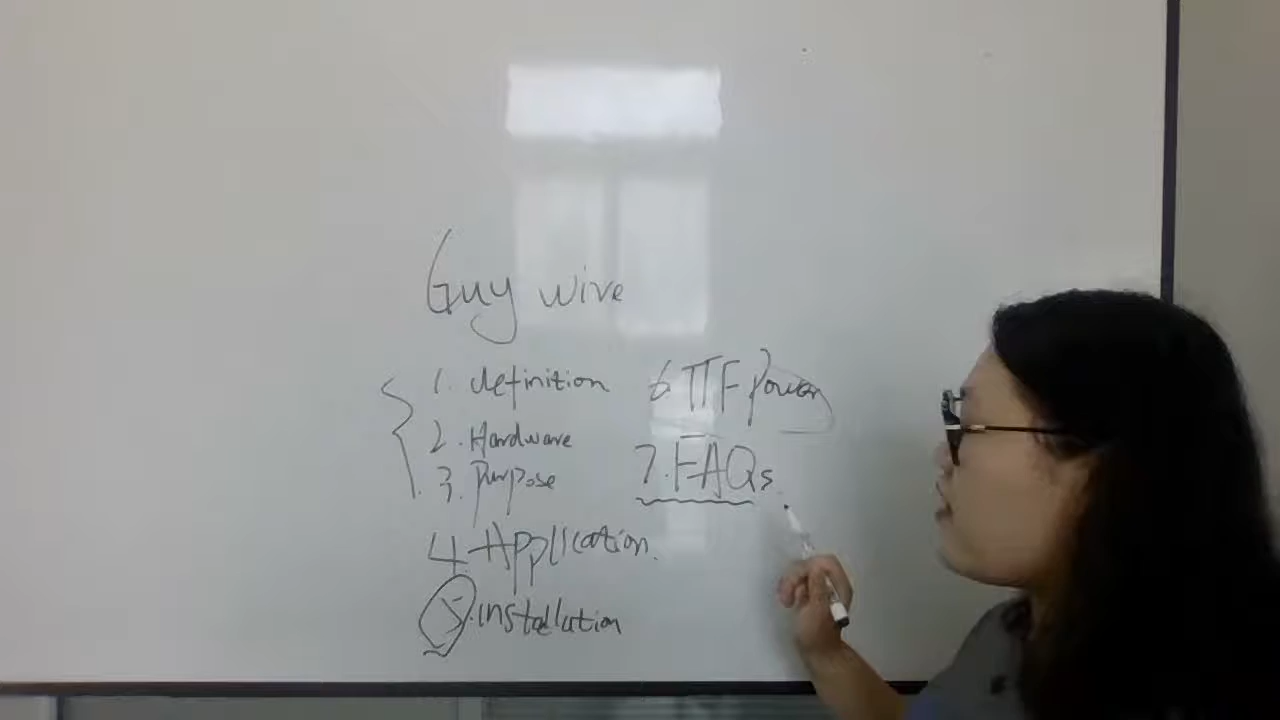 Guy wire
1. definition
2. Hardware
3. Purpose
4. Application.
5. installation
6. TTF Power
7. FAQs.